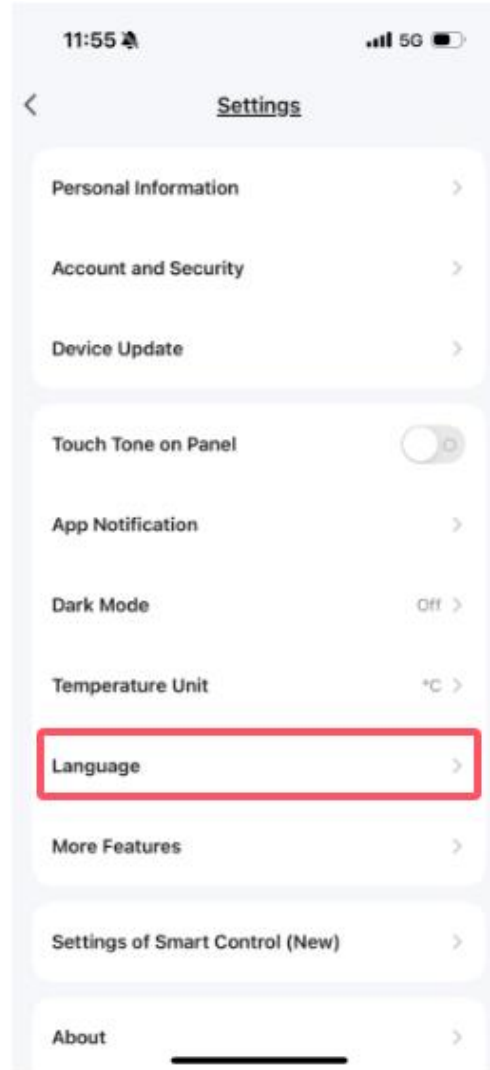 11:55
5G
Settings
Personal Information
Account and Security
Device Update
Touch Tone on Panel
App Notification
Dark Mode Off
Temperature Unit °C
Language
More Features
Settings of Smart Control (New)
About